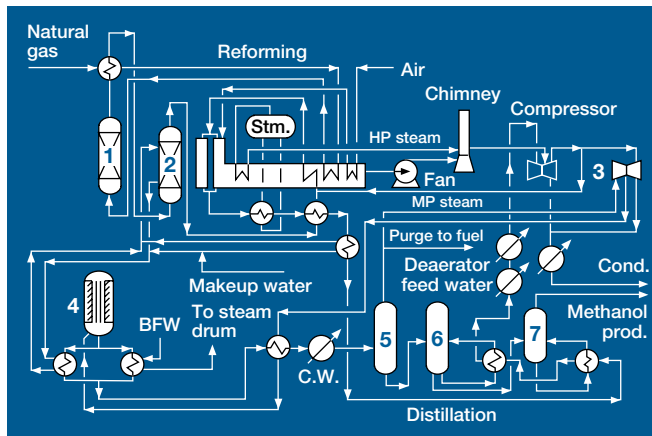 Natural
gas
Reforming
Air
Chimney
Compressor
Stm.
HP steam
1
2
3
Fan
MP steam
Purge to fuel
Deaerator
feed water
Cond.
Makeup water
4
To steam
drum
BFW
Methanol
prod.
5
6
7
C.W.
Distillation